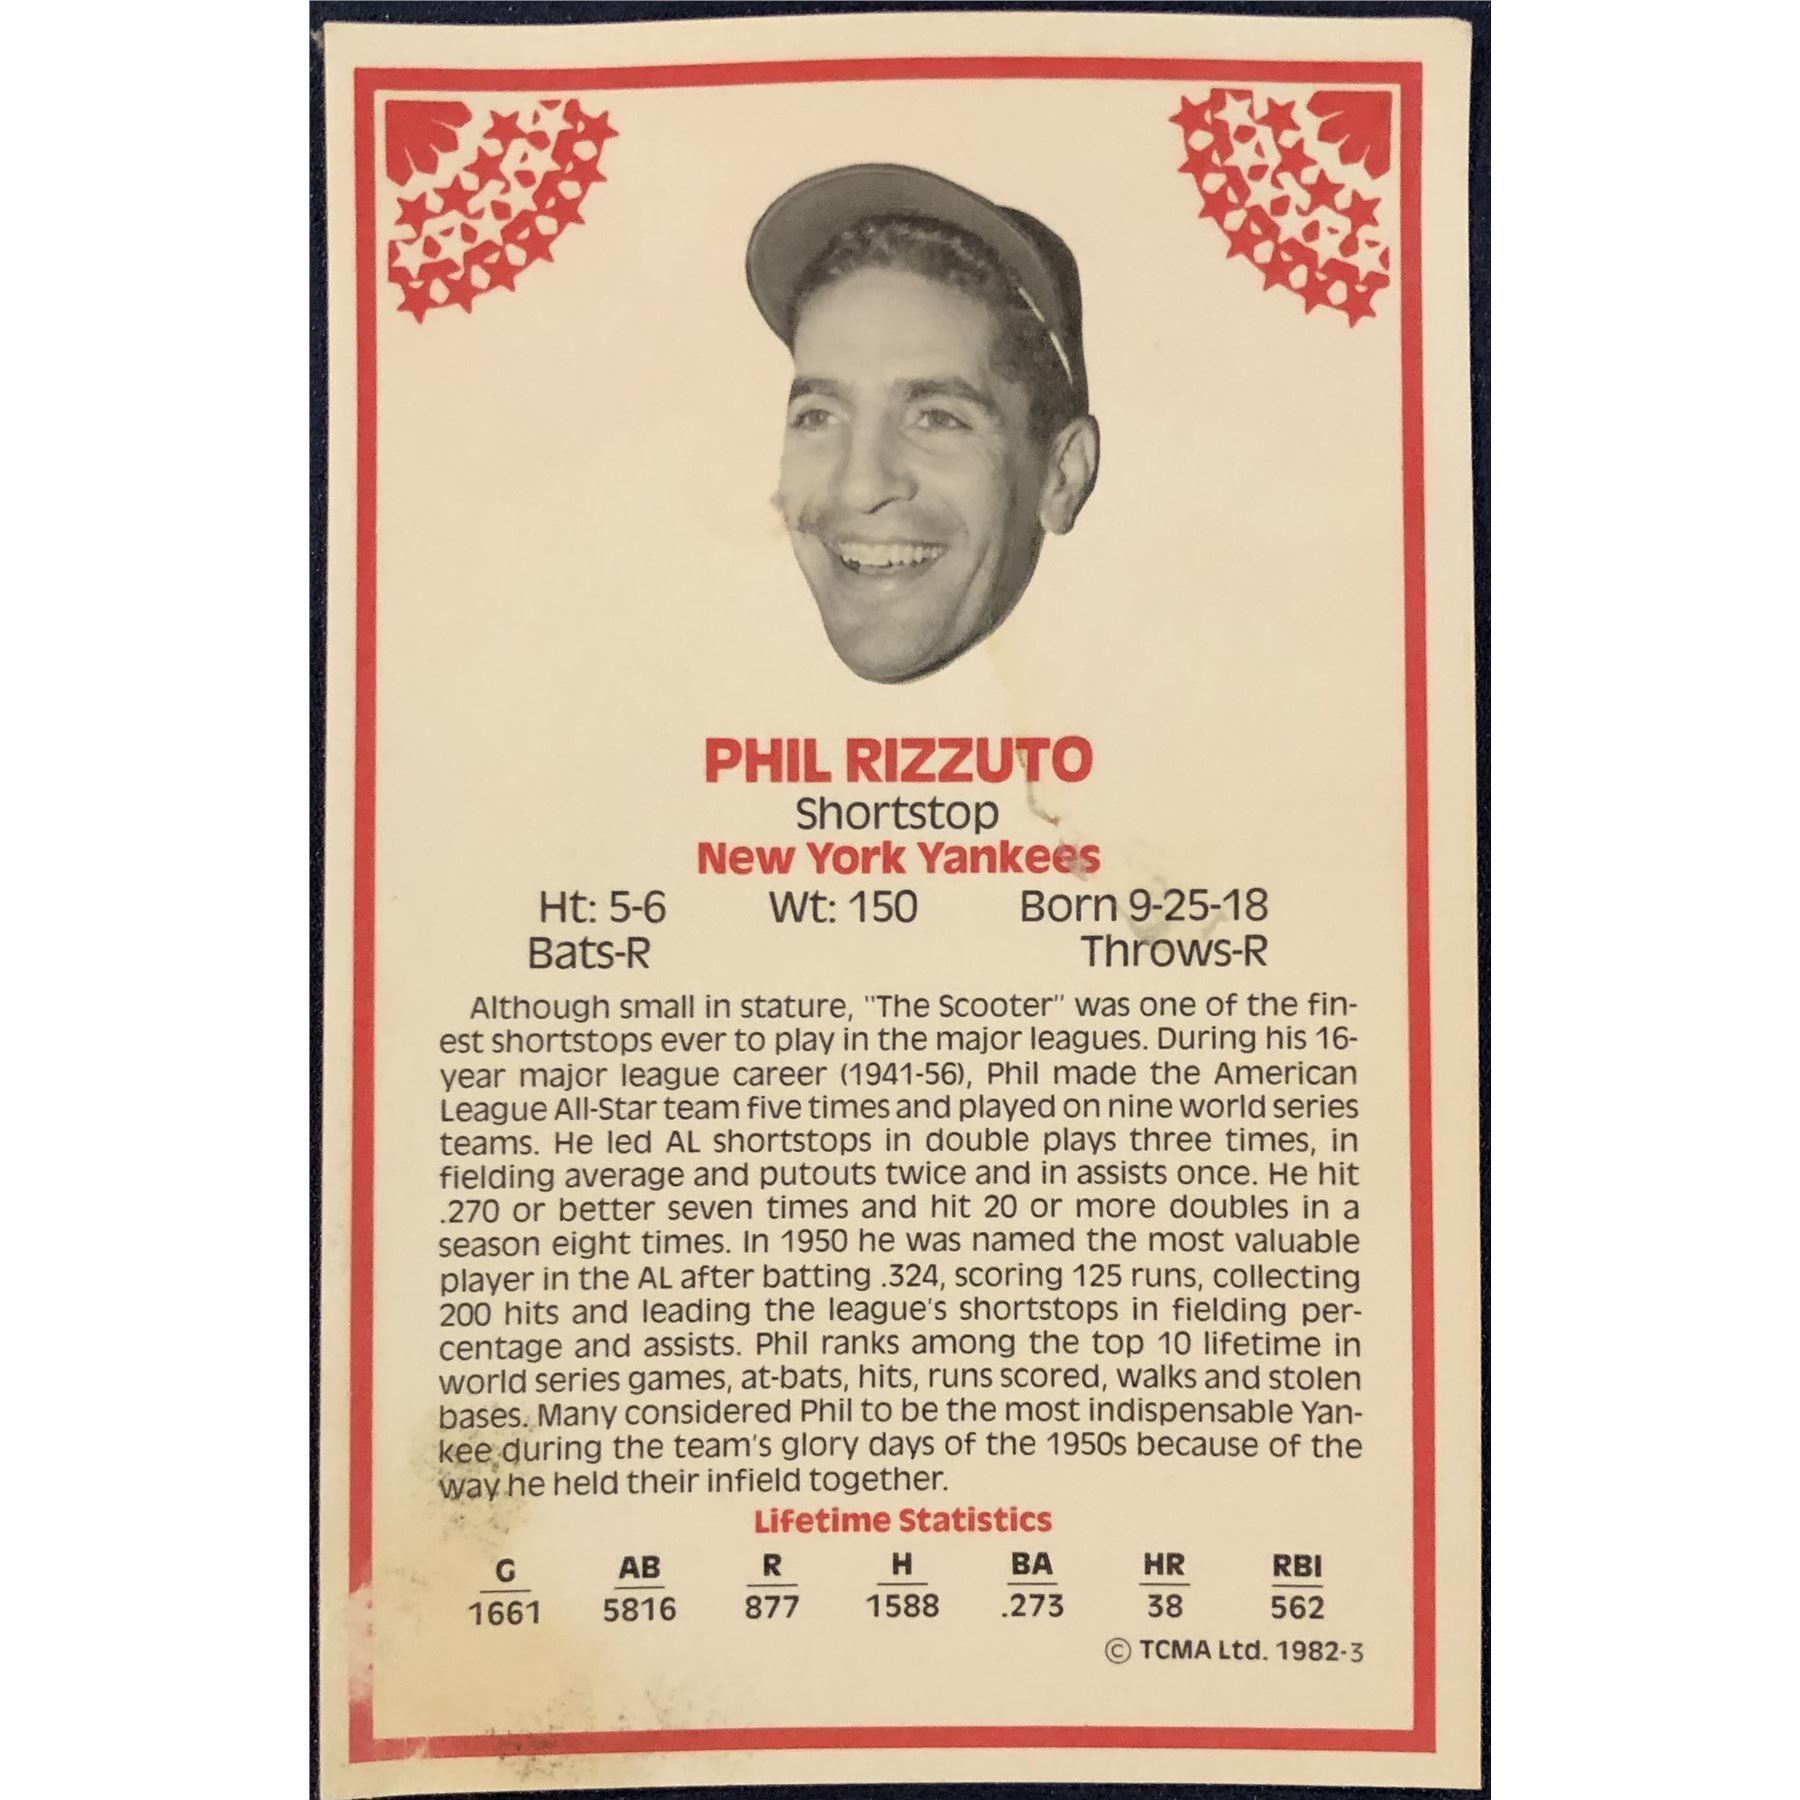 PHIL RIZZUTO
Shortstop
New York Yankees
Ht: 5-6 Wt: 150 Born 9-25-18
Bats-R Throws-R
Although small in stature, "The Scooter" was one of the fin-
est shortstops ever to play in the major leagues. During his 16-
year major league career (1941-56), Phil made the American
League All-Star team five times and played on nine world series
teams. He led AL shortstops in double plays three times, in
fielding average and putouts twice and in assists once. He hit
.270 or better seven times and hit 20 or more doubles in a
season eight times. In 1950 he was named the most valuable
player in the AL after batting .324, scoring 125 runs, collecting
200 hits and leading the league's shortstops in fielding per-
centage and assists. Phil ranks among the top 10 lifetime in
world series games, at-bats, hits, runs scored, walks and stolen
bases. Many considered Phil to be the most indispensable Yan-
kee during the team's glory days of the 1950s because of the
way he held their infield together.
Lifetime Statistics
G AB R H BA HR RBI
1661 5816 877 1588 .273 38 562
© TCMA Ltd. 1982-3